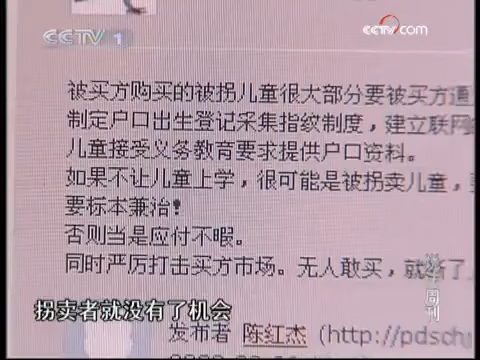 CCTV 1
cctv.com
被买方购买的被拐儿童很大部分要被买方通
制定户口出生登记采集指纹制度，建立联网
儿童接受义务教育要求提供户口资料。
如果不让儿童上学，很可能是被拐卖儿童，
要标本兼治！
否则当是应付不暇。
同时严厉打击买方市场。无人敢买，就
周刊
拐卖者就没有了机会
发布者 陈红杰 (http://pdsch